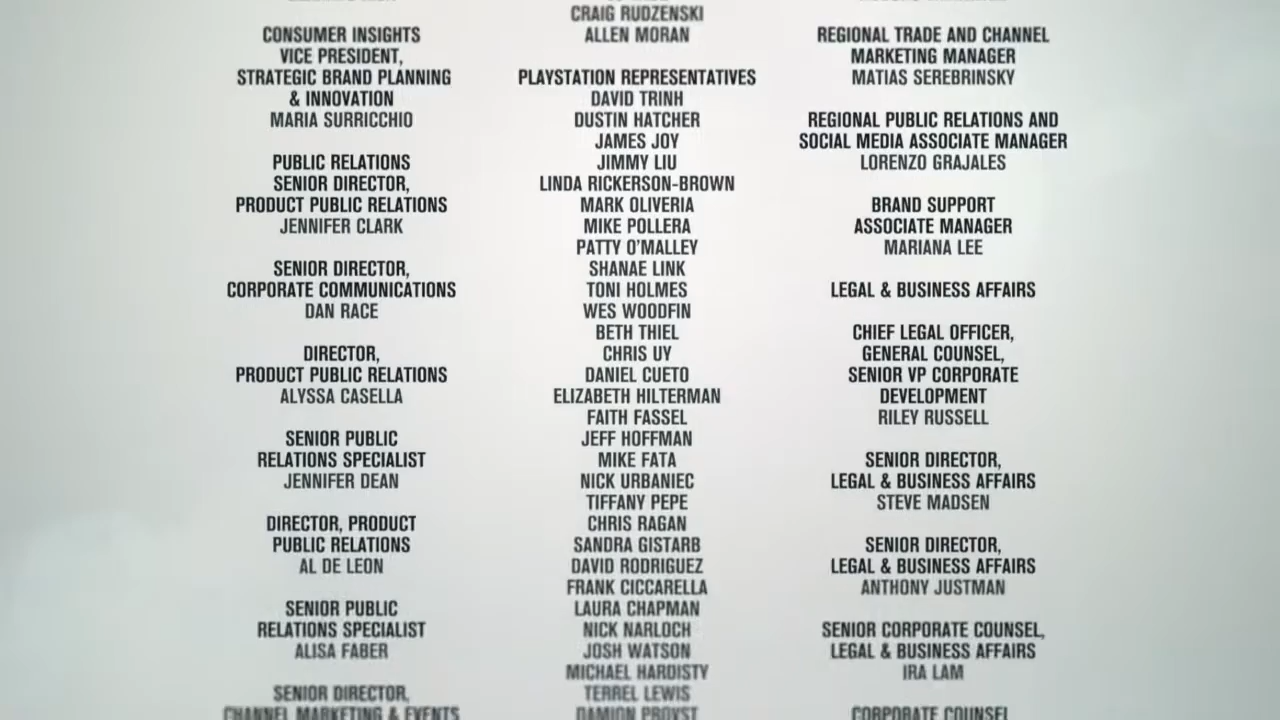 CONSUMER INSIGHTS
VICE PRESIDENT,
STRATEGIC BRAND PLANNING
& INNOVATION
MARIA SURRICCHIO
PUBLIC RELATIONS
SENIOR DIRECTOR,
PRODUCT PUBLIC RELATIONS
JENNIFER CLARK
SENIOR DIRECTOR,
CORPORATE COMMUNICATIONS
DAN RACE
DIRECTOR,
PRODUCT PUBLIC RELATIONS
ALYSSA CASELLA
SENIOR PUBLIC
RELATIONS SPECIALIST
JENNIFER DEAN
DIRECTOR, PRODUCT
PUBLIC RELATIONS
AL DE LEON
SENIOR PUBLIC
RELATIONS SPECIALIST
ALISA FABER
SENIOR DIRECTOR,
CHANNEL MARKETING & EVENTS
CRAIG RUDZENSKI
ALLEN MORAN
PLAYSTATION REPRESENTATIVES
DAVID TRINH
DUSTIN HATCHER
JAMES JOY
JIMMY LIU
LINDA RICKERSON-BROWN
MARK OLIVERIA
MIKE POLLERA
PATTY O'MALLEY
SHANAE LINK
TONI HOLMES
WES WOODFIN
BETH THIEL
CHRIS UY
DANIEL CUETO
ELIZABETH HILTERMAN
FAITH FASSEL
JEFF HOFFMAN
MIKE FATA
NICK URBANIEC
TIFFANY PEPE
CHRIS RAGAN
SANDRA GISTARB
DAVID RODRIGUEZ
FRANK CICCARELLA
LAURA CHAPMAN
NICK NARLOCH
JOSH WATSON
MICHAEL HARDISTY
TERREL LEWIS
DAMION PROVST
REGIONAL TRADE AND CHANNEL
MARKETING MANAGER
MATIAS SEREBRINSKY
REGIONAL PUBLIC RELATIONS AND
SOCIAL MEDIA ASSOCIATE MANAGER
LORENZO GRAJALES
BRAND SUPPORT
ASSOCIATE MANAGER
MARIANA LEE
LEGAL & BUSINESS AFFAIRS
CHIEF LEGAL OFFICER,
GENERAL COUNSEL,
SENIOR VP CORPORATE
DEVELOPMENT
RILEY RUSSELL
SENIOR DIRECTOR,
LEGAL & BUSINESS AFFAIRS
STEVE MADSEN
SENIOR DIRECTOR,
LEGAL & BUSINESS AFFAIRS
ANTHONY JUSTMAN
SENIOR CORPORATE COUNSEL,
LEGAL & BUSINESS AFFAIRS
IRA LAM
CORPORATE COUNSEL